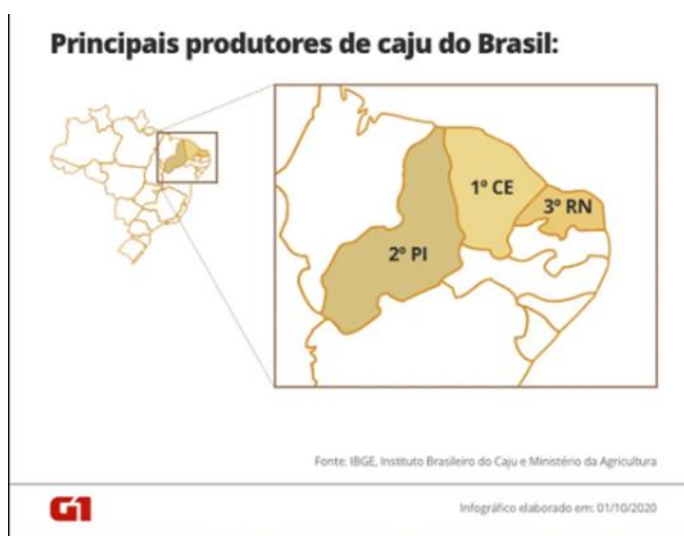 Principais produtores de caju do Brasil:
1º CE
3º RN
2º PI
Fonte: IBGE, Instituto Brasileiro do Caju e Ministério da Agricultura
G1
Infográfico elaborado em: 01/10/2020